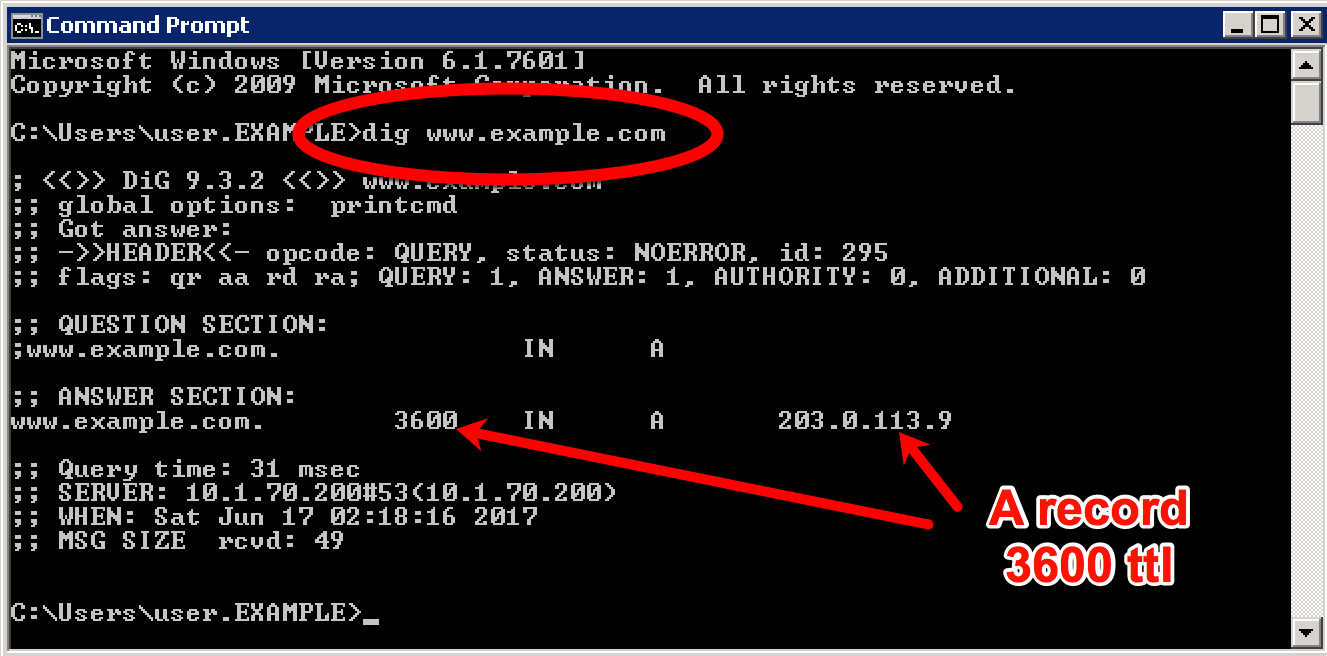 Command Prompt
Microsoft Windows [Version 6.1.7601]
Copyright (c) 2009 Microsoft Corporation.  All rights reserved.
C:\Users\user.EXAMPLE>dig www.example.com
; <<>> DiG 9.3.2 <<>> www.example.com
;; global options:  printcmd
;; Got answer:
;; ->>HEADER<<- opcode: QUERY, status: NOERROR, id: 295
;; flags: qr aa rd ra; QUERY: 1, ANSWER: 1, AUTHORITY: 0, ADDITIONAL: 0
;; QUESTION SECTION:
;www.example.com. IN A
;; ANSWER SECTION:
www.example.com. 3600 IN A 203.0.113.9
;; Query time: 31 msec
;; SERVER: 10.1.70.200#53(10.1.70.200)
;; WHEN: Sat Jun 17 02:18:16 2017
;; MSG SIZE  rcvd: 49
A record
3600 ttl
C:\Users\user.EXAMPLE>_